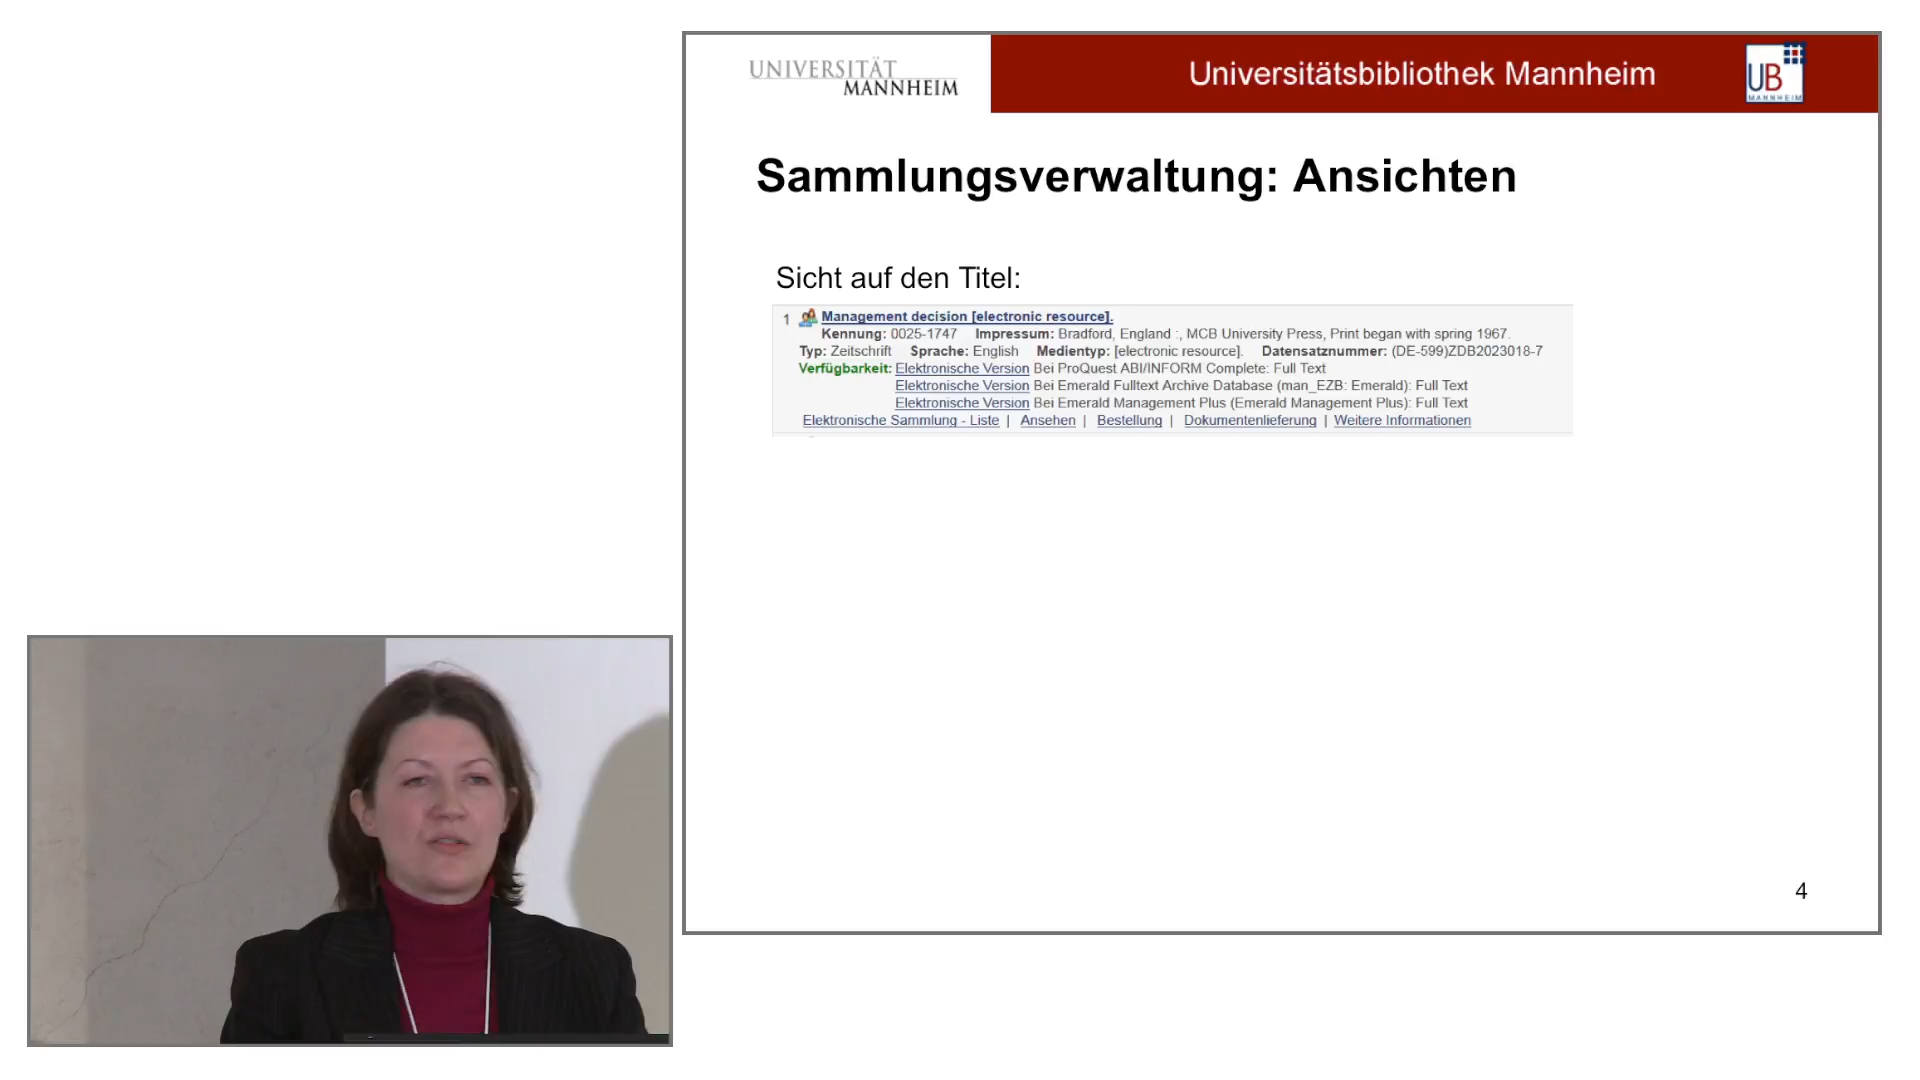 UNIVERSITÄT
MANNHEIM
Universitätsbibliothek Mannheim
UB
MANNHEIM
Sammlungsverwaltung: Ansichten
Sicht auf den Titel:
1 Management decision [electronic resource].
Kennung: 0025-1747 Impressum: Bradford, England :, MCB University Press, Print began with spring 1967.
Typ: Zeitschrift Sprache: English Medientyp: [electronic resource]. Datensatznummer: (DE-599)ZDB2023018-7
Verfügbarkeit: Elektronische Version Bei ProQuest ABI/INFORM Complete: Full Text
Elektronische Version Bei Emerald Fulltext Archive Database (man_EZB: Emerald): Full Text
Elektronische Version Bei Emerald Management Plus (Emerald Management Plus): Full Text
Elektronische Sammlung - Liste | Ansehen | Bestellung | Dokumentenlieferung | Weitere Informationen
4